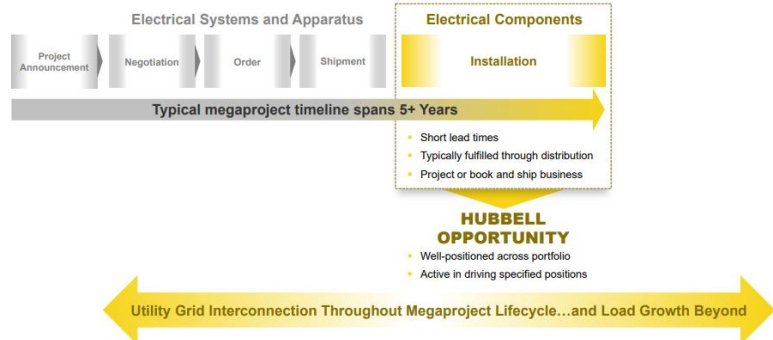 Electrical Systems and Apparatus
Electrical Components
Project
Announcement
Negotiation
Order
Shipment
Installation
Typical megaproject timeline spans 5+ Years
Short lead times
Typically fulfilled through distribution
Project or book and ship business
HUBBELL
OPPORTUNITY
Well-positioned across portfolio
Active in driving specified positions
Utility Grid Interconnection Throughout Megaproject Lifecycle…and Load Growth Beyond